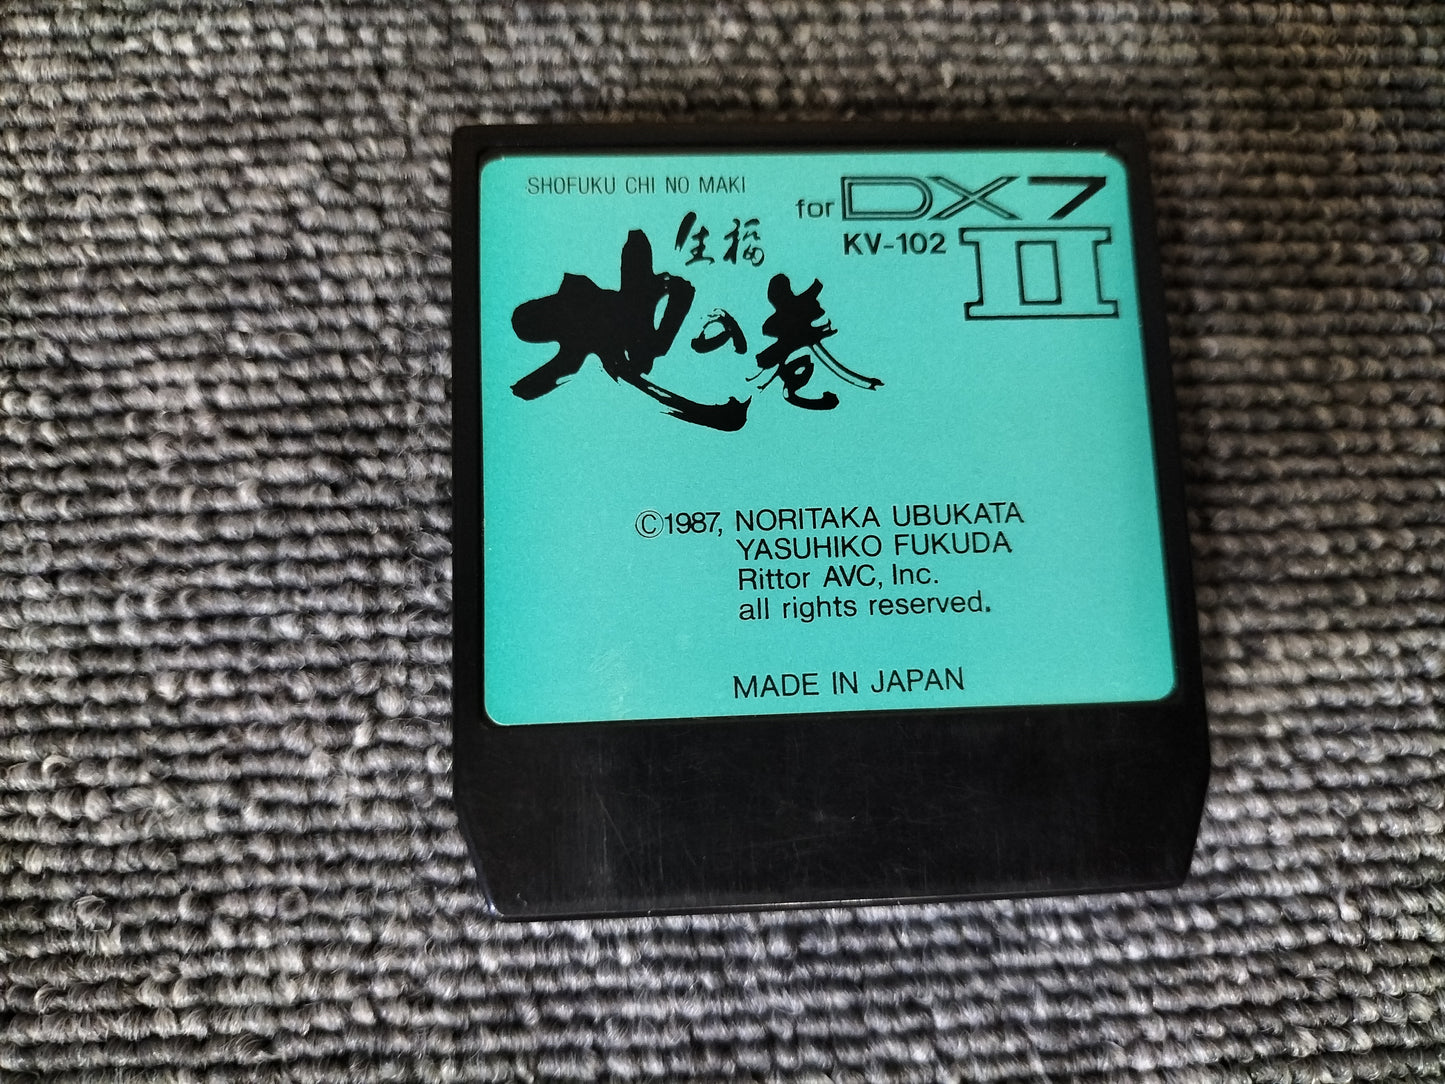 SHOFUKU CHI NO MAKI
for DX7
KV-102 II
生福
地の巻
©1987, NORITAKA UBUKATA
YASUHIKO FUKUDA
Rittor AVC, Inc.
all rights reserved.
MADE IN JAPAN